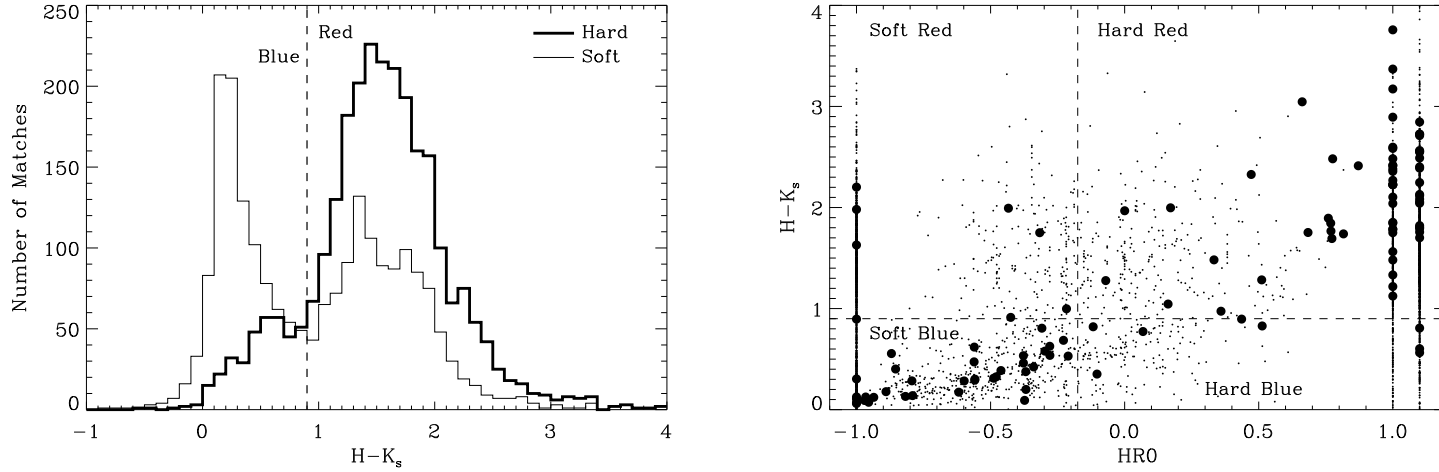 250
200
150
100
50
0
Number of Matches
Blue
Red
Hard
Soft
-1
0
1
2
3
4
H-Ks
4
3
2
1
0
H-Ks
Soft Red
Hard Red
Soft Blue
Hard Blue
-1.0
-0.5
0.0
0.5
1.0
HR0